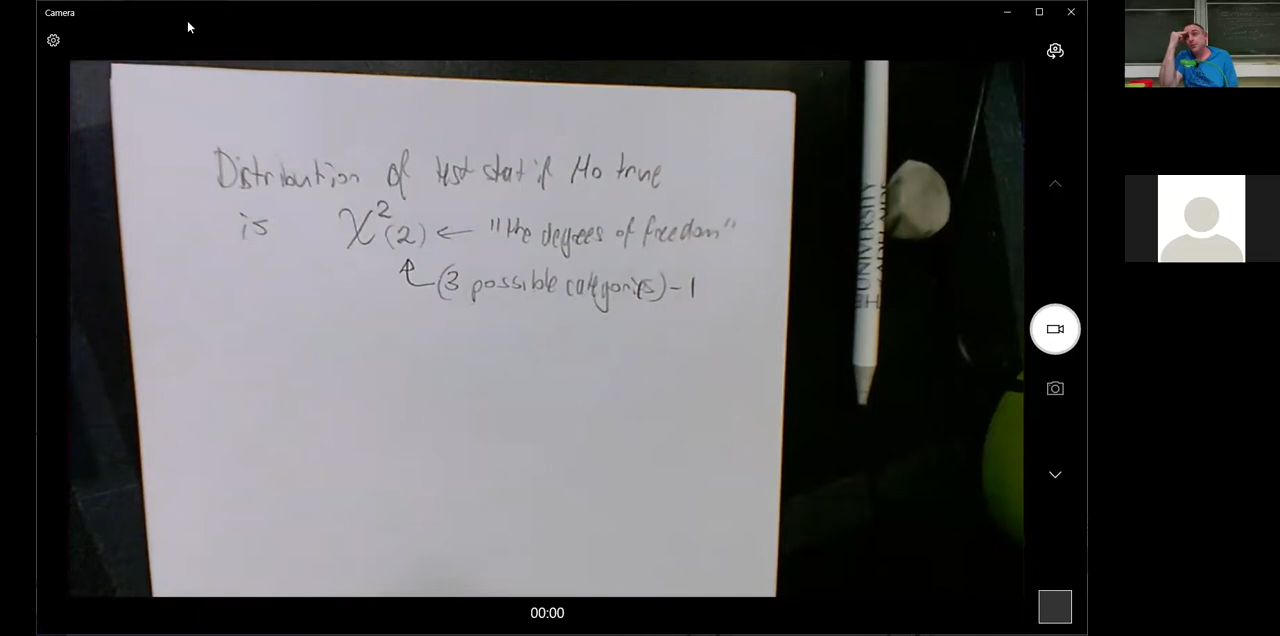 Camera
Distribution of test stat if Ho true
is χ²(2) ← "the degrees of freedom"
(3 possible categories) - 1
UNIVERSITY
00:00